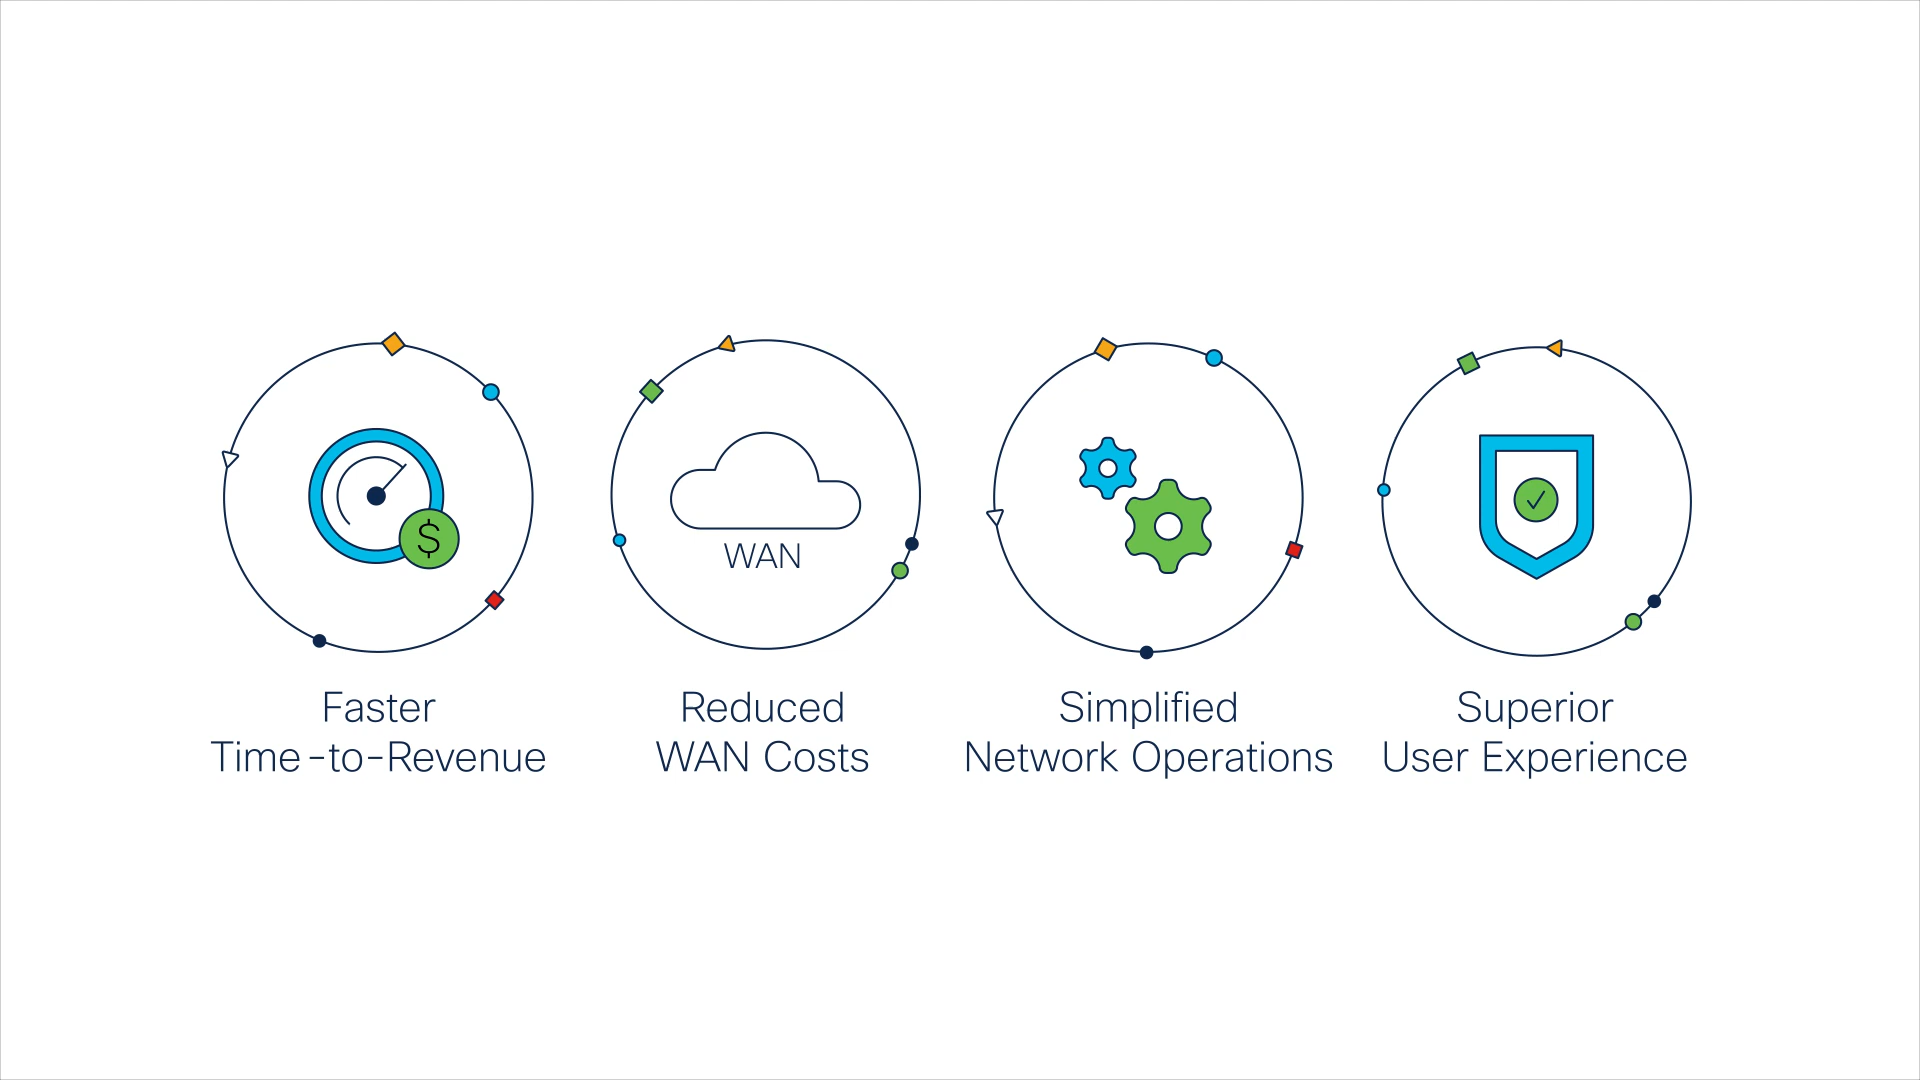 $
WAN
Faster
Time-to-Revenue
Reduced
WAN Costs
Simplified
Network Operations
Superior
User Experience